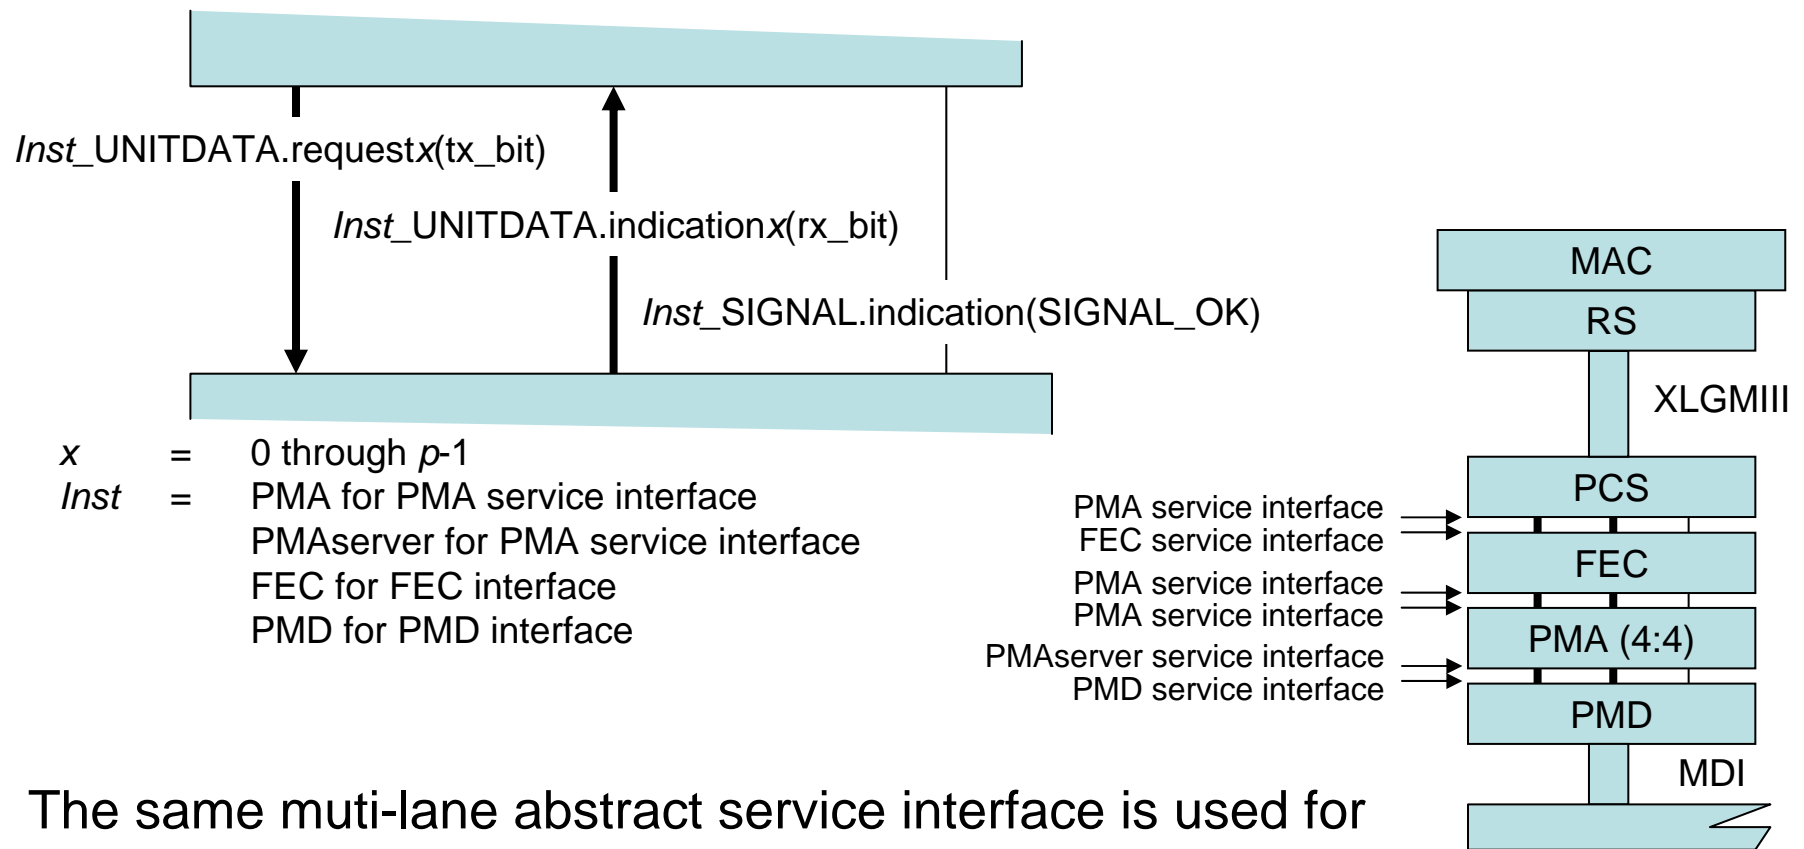 Inst_UNITDATA.requestx(tx_bit)
Inst_UNITDATA.indicationx(rx_bit)
Inst_SIGNAL.indication(SIGNAL_OK)
x = 0 through p-1
Inst = PMA for PMA service interface
PMAserver for PMA service interface
FEC for FEC interface
PMD for PMD interface
MAC
RS
XLGMIII
PCS
PMA service interface
FEC service interface
FEC
PMA service interface
PMA service interface
PMA (4:4)
PMAserver service interface
PMD service interface
PMD
MDI
The same muti-lane abstract service interface is used for